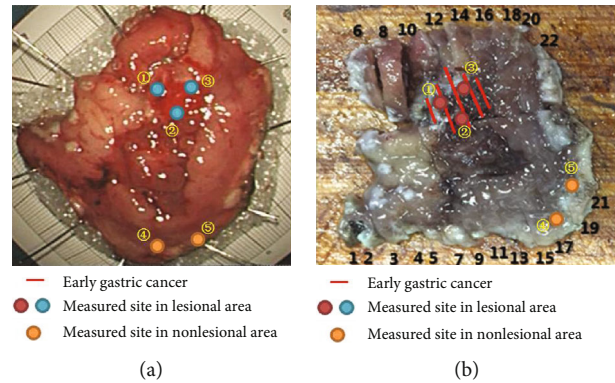 ① ③
②
④ ⑤
Early gastric cancer
Measured site in lesional area
Measured site in nonlesional area
(a)
6 8 10 12 14 16 18 20 22
① ③
②
⑤
④
21
19
17
1 2 3 4 5 7 9 11 13 15
Early gastric cancer
Measured site in lesional area
Measured site in nonlesional area
(b)